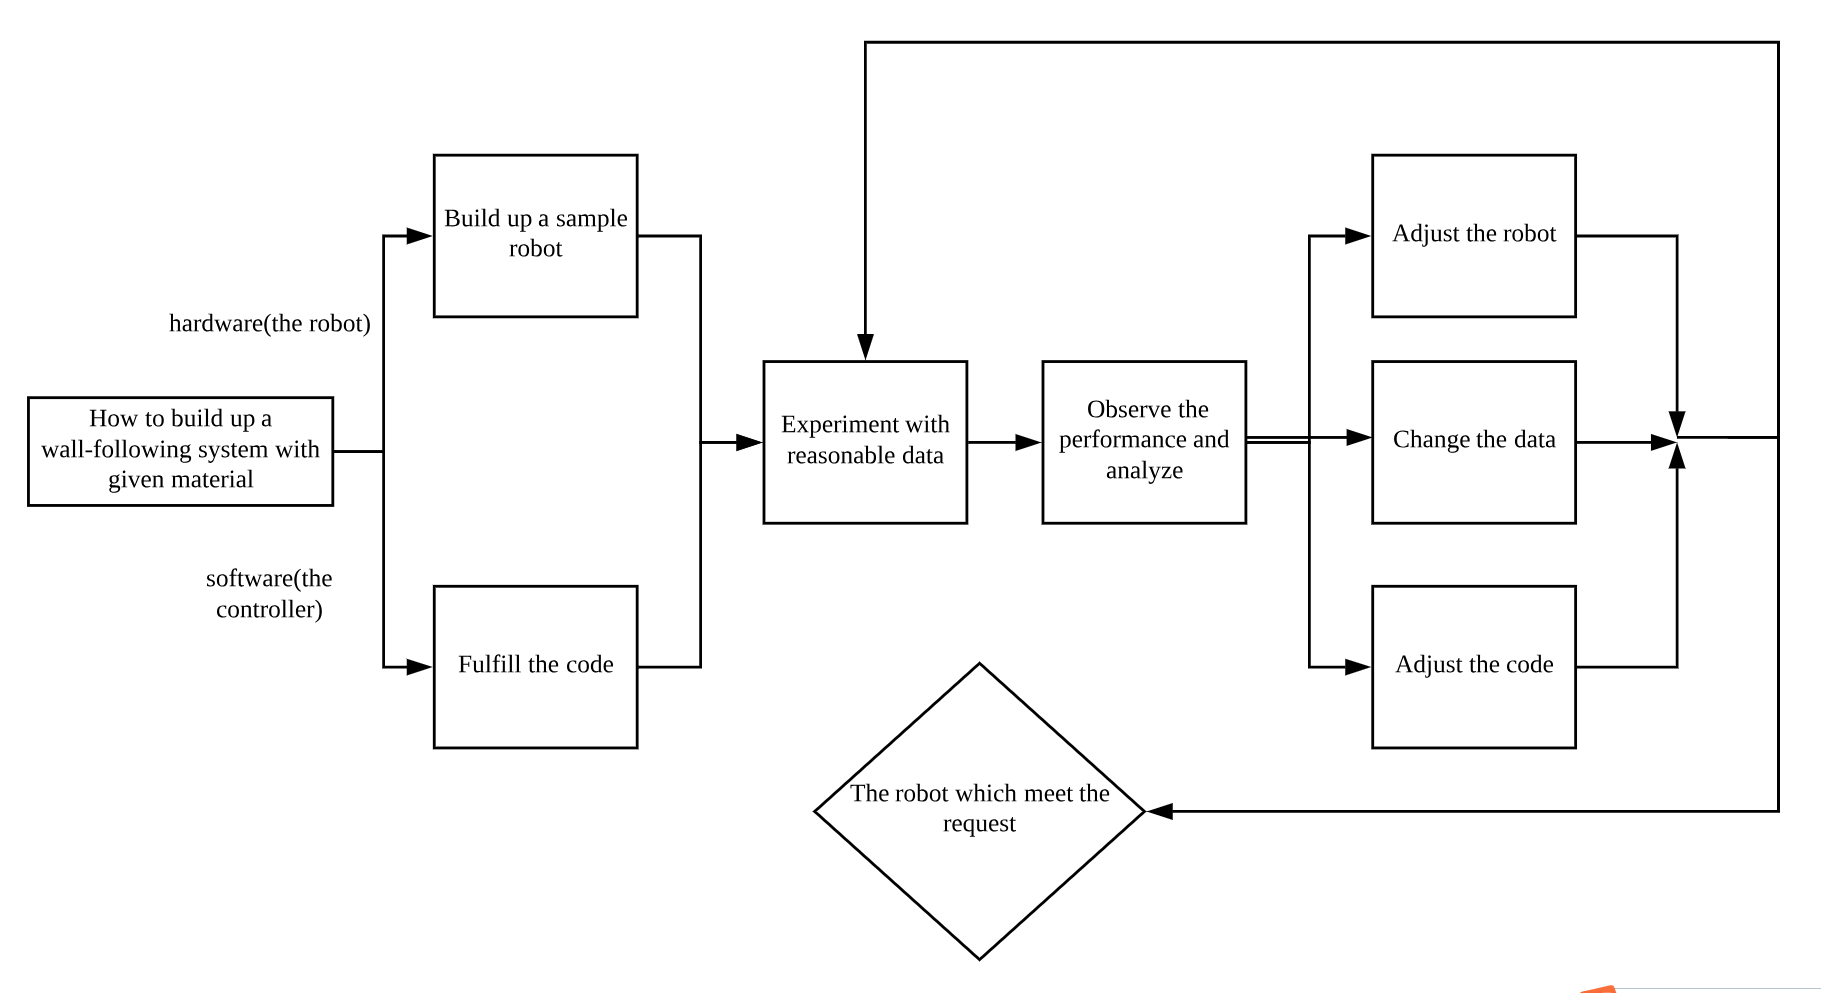 Build up a sample
robot
hardware(the robot)
How to build up a
wall-following system with
given material
software(the
controller)
Fulfill the code
Experiment with
reasonable data
Observe the
performance and
analyze
Adjust the robot
Change the data
Adjust the code
The robot which meet the
request